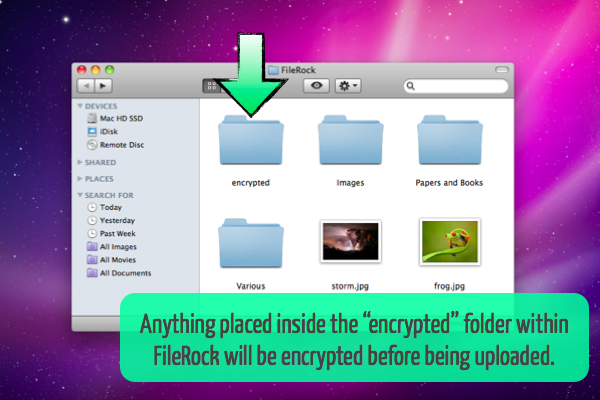 FileRock
DEVICES
Mac HD SSD
iDisk
Remote Disc
SHARED
PLACES
SEARCH FOR
Today
Yesterday
Past Week
All Images
All Movies
All Documents
encrypted
Images
Papers and Books
Various
storm.jpg
frog.jpg
Anything placed inside the “encrypted” folder within
FileRock will be encrypted before being uploaded.